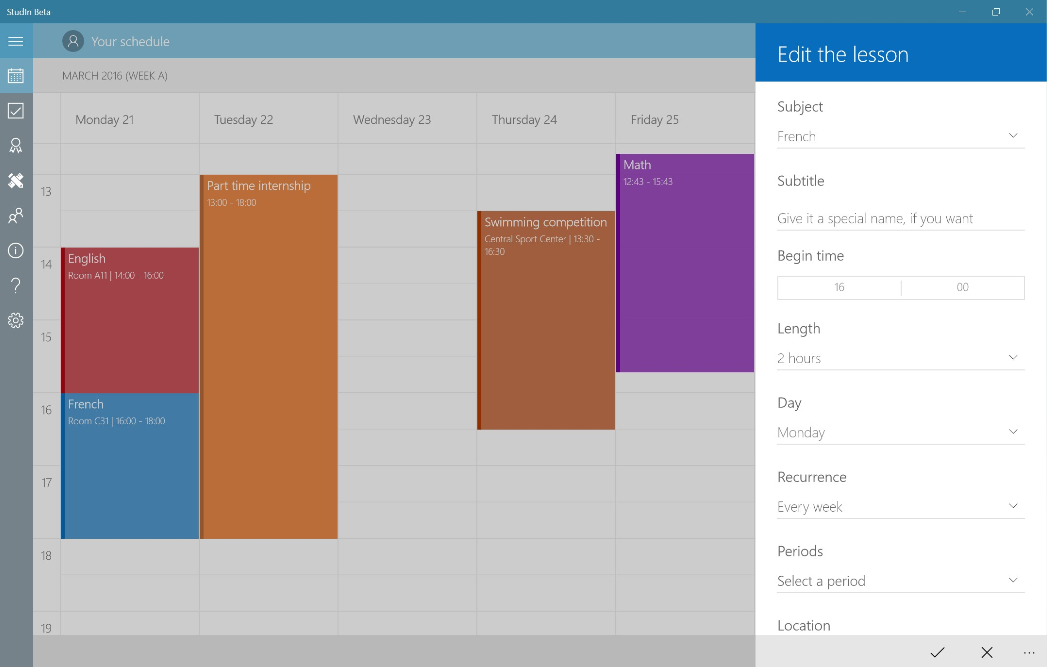 StudIn Beta
Your schedule
MARCH 2016 (WEEK A)
Monday 21
Tuesday 22
Wednesday 23
Thursday 24
Friday 25
13
14
15
16
17
18
19
English
Room A11 | 14:00 - 16:00
French
Room C31 | 16:00 - 18:00
Part time internship
13:00 - 18:00
Swimming competition
Central Sport Center | 13:30 -
16:30
Math
12:43 - 15:43
Edit the lesson
Subject
French
Subtitle
Give it a special name, if you want
Begin time
16 00
Length
2 hours
Day
Monday
Recurrence
Every week
Periods
Select a period
Location